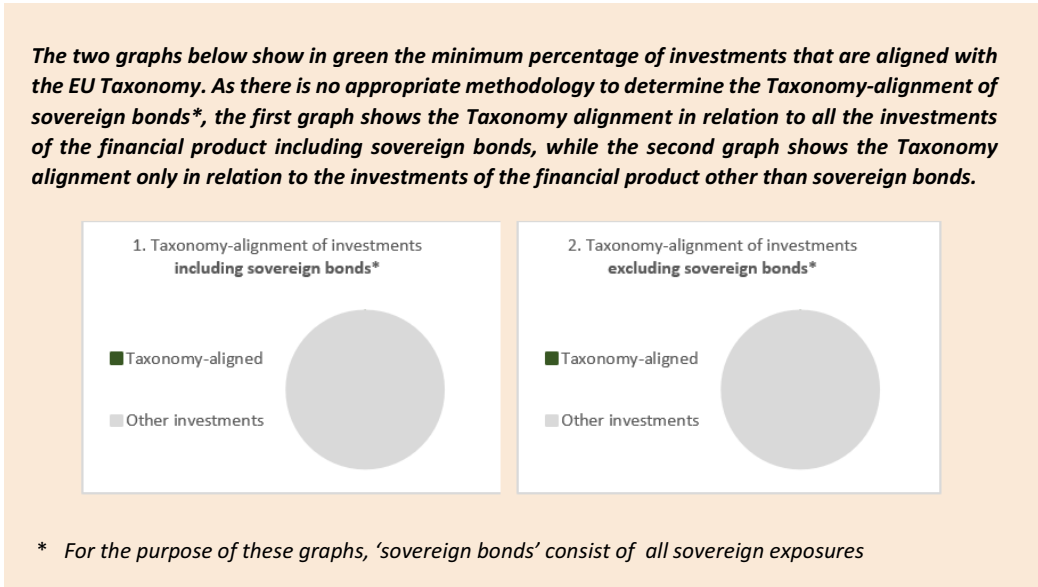 The two graphs below show in green the minimum percentage of investments that are aligned with
the EU Taxonomy. As there is no appropriate methodology to determine the Taxonomy-alignment of
sovereign bonds*, the first graph shows the Taxonomy alignment in relation to all the investments
of the financial product including sovereign bonds, while the second graph shows the Taxonomy
alignment only in relation to the investments of the financial product other than sovereign bonds.
1. Taxonomy-alignment of investments
including sovereign bonds*
Taxonomy-aligned
Other investments
2. Taxonomy-alignment of investments
excluding sovereign bonds*
Taxonomy-aligned
Other investments
* For the purpose of these graphs, ‘sovereign bonds’ consist of all sovereign exposures